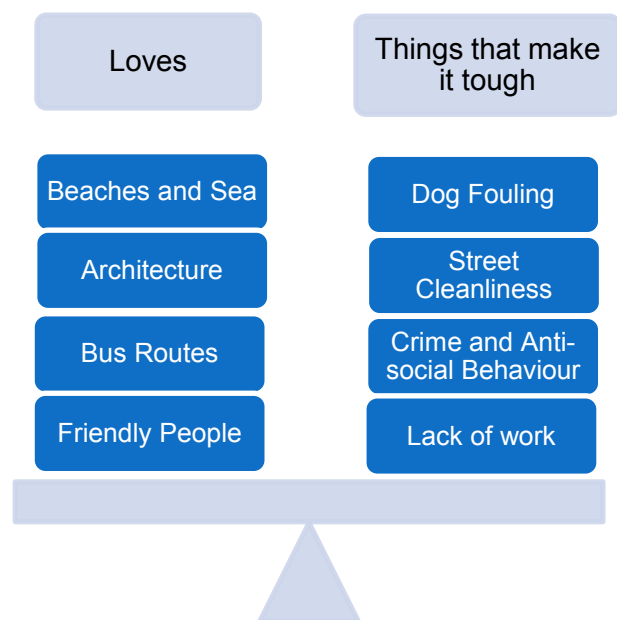 Loves
Things that make
it tough
Beaches and Sea
Architecture
Bus Routes
Friendly People
Dog Fouling
Street
Cleanliness
Crime and Anti-
social Behaviour
Lack of work